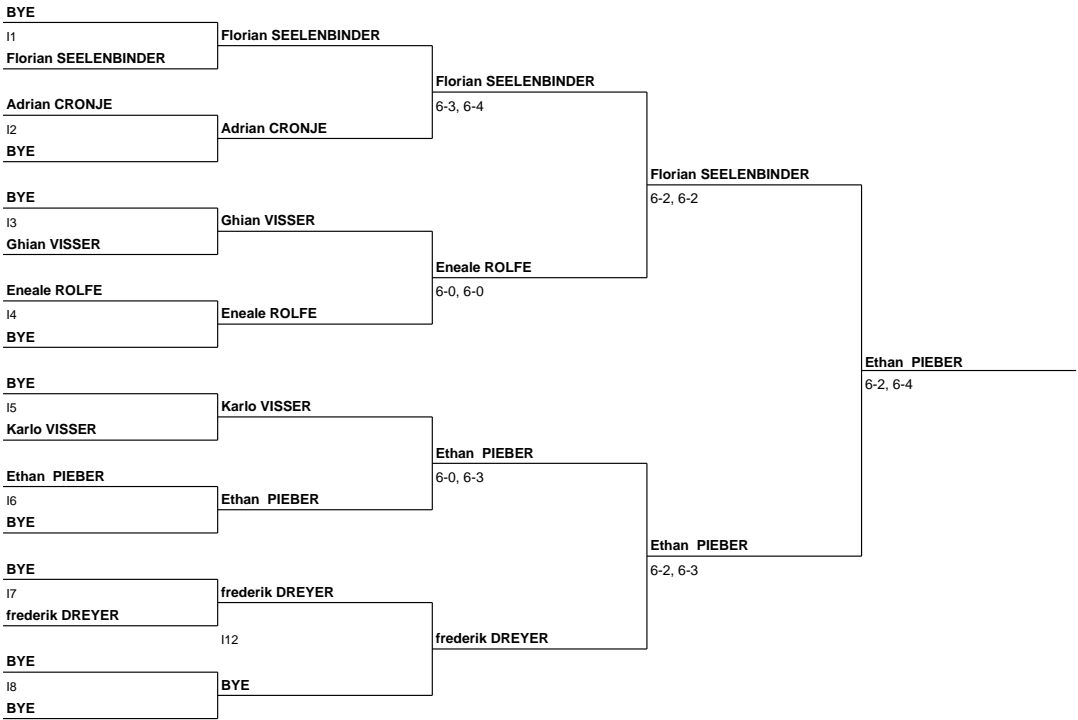 BYE
I1
Florian SEELENBINDER
Adrian CRONJE
I2
BYE
BYE
I3
Ghian VISSER
Eneale ROLFE
I4
BYE
BYE
I5
Karlo VISSER
Ethan  PIEBER
I6
BYE
BYE
I7
frederik DREYER
BYE
I8
BYE
Florian SEELENBINDER
Adrian CRONJE
Ghian VISSER
Eneale ROLFE
Karlo VISSER
Ethan  PIEBER
frederik DREYER
I12
BYE
Florian SEELENBINDER
6-3, 6-4
Eneale ROLFE
6-0, 6-0
Ethan  PIEBER
6-0, 6-3
frederik DREYER
Florian SEELENBINDER
6-2, 6-2
Ethan  PIEBER
6-2, 6-3
Ethan  PIEBER
6-2, 6-4